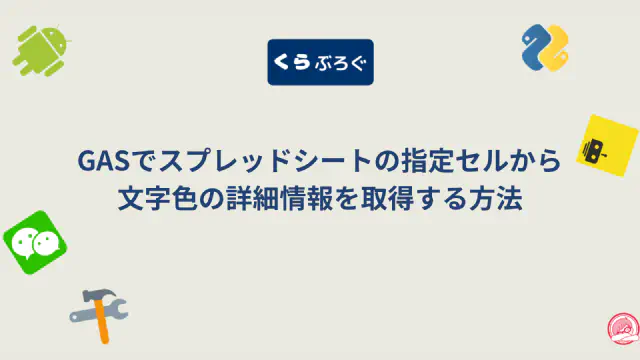 くらぶろぐ
GASでスプレッドシートの指定セルから
文字色の詳細情報を取得する方法